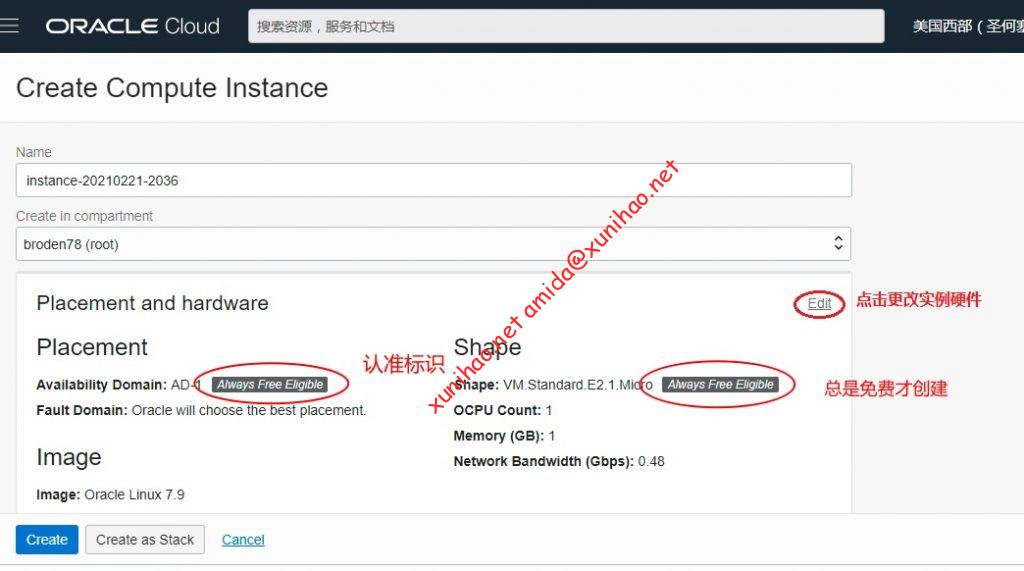 ORACLE Cloud
搜索资源，服务和文档
美国西部（圣何塞
Create Compute Instance
Name
instance-20210221-2036
Create in compartment
broden78 (root)
Placement and hardware
Edit
点击更改实例硬件
Placement
认准标识
Shape
Availability Domain: AD-1 Always Free Eligible
Shape: VM.Standard.E2.1.Micro Always Free Eligible
总是免费才创建
Fault Domain: Oracle will choose the best placement.
OCPU Count: 1
Memory (GB): 1
Image
Network Bandwidth (Gbps): 0.48
Image: Oracle Linux 7.9
xunihao.net amida@xunihao.net
Create
Create as Stack
Cancel